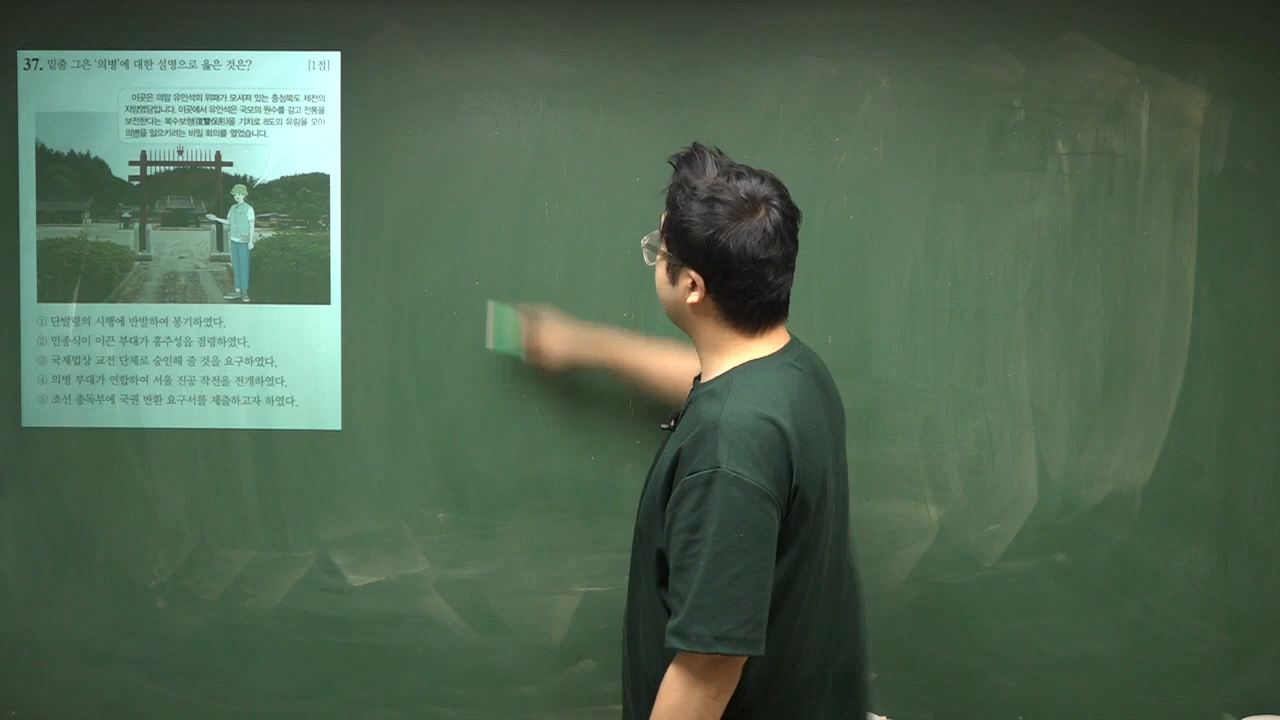 37. 밑줄 그은 '의병'에 대한 설명으로 옳은 것은? [1점]
이곳은 의암 유인석의 위패가 모셔져 있는 충청북도 제천의
자양영당입니다. 이곳에서 유인석은 국모의 원수를 갚고 전통을
보전한다는 복수보형(復讐保形)을 기치로 8도의 유림을 모아
의병을 일으키려는 비밀 회의를 열었습니다.
① 단발령의 시행에 반발하여 봉기하였다.
② 민종식이 이끈 부대가 홍주성을 점령하였다.
③ 국제법상 교전 단체로 승인해 줄 것을 요구하였다.
④ 의병 부대가 연합하여 서울 진공 작전을 전개하였다.
⑤ 조선 총독부에 국권 반환 요구서를 제출하고자 하였다.